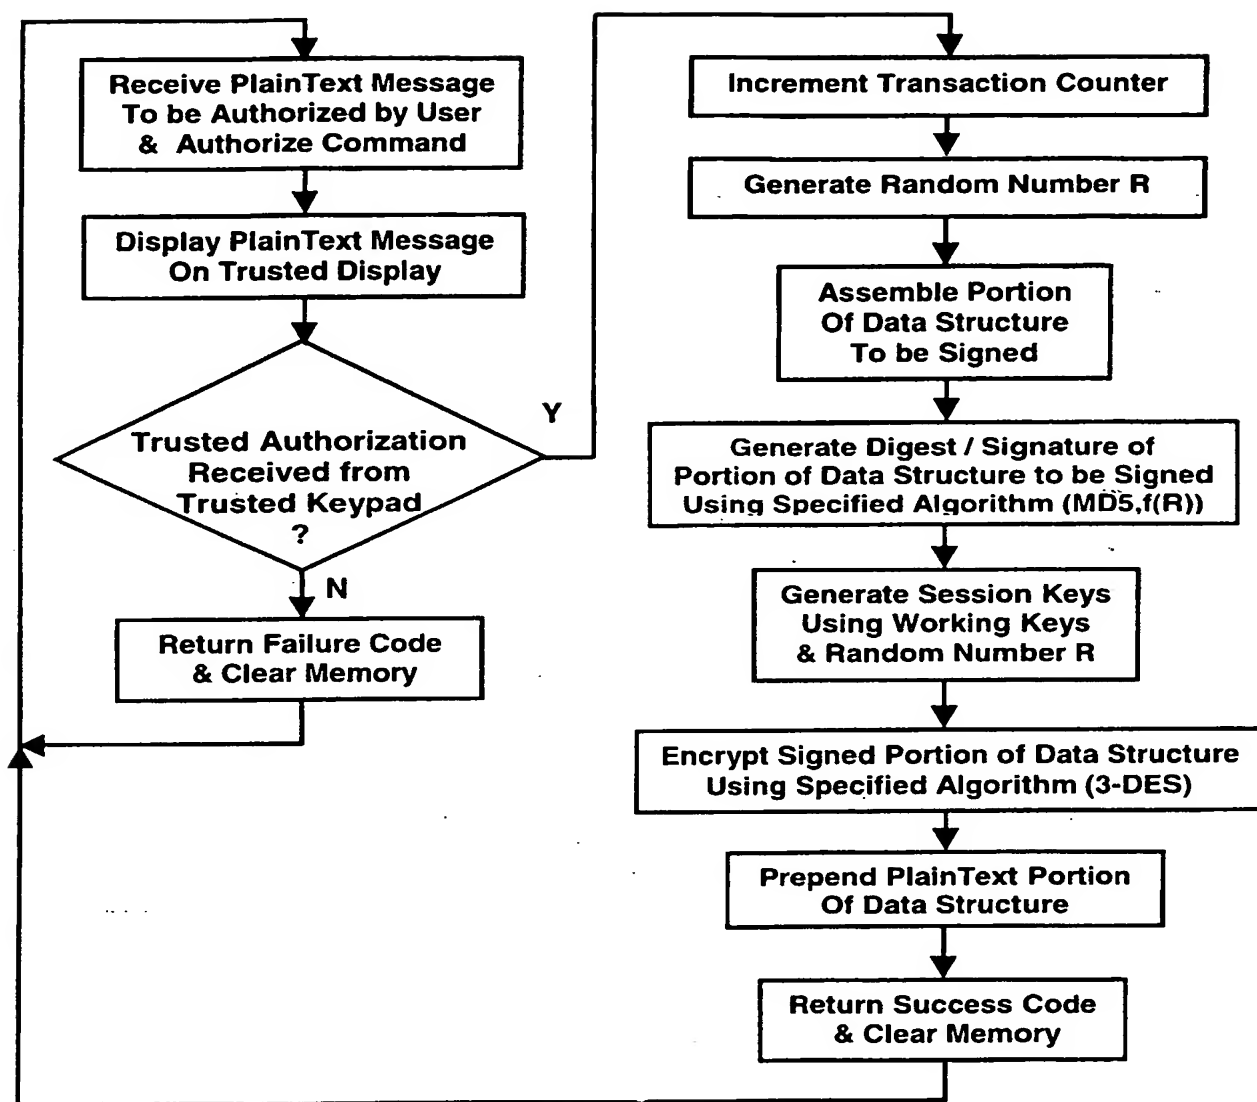 Receive PlainText Message
To be Authorized by User
& Authorize Command
Display PlainText Message
On Trusted Display
Trusted Authorization
Received from
Trusted Keypad
?
Y
N
Return Failure Code
& Clear Memory
Increment Transaction Counter
Generate Random Number R
Assemble Portion
Of Data Structure
To be Signed
Generate Digest / Signature of
Portion of Data Structure to be Signed
Using Specified Algorithm (MD5,f(R))
Generate Session Keys
Using Working Keys
& Random Number R
Encrypt Signed Portion of Data Structure
Using Specified Algorithm (3-DES)
Prepend PlainText Portion
Of Data Structure
Return Success Code
& Clear Memory